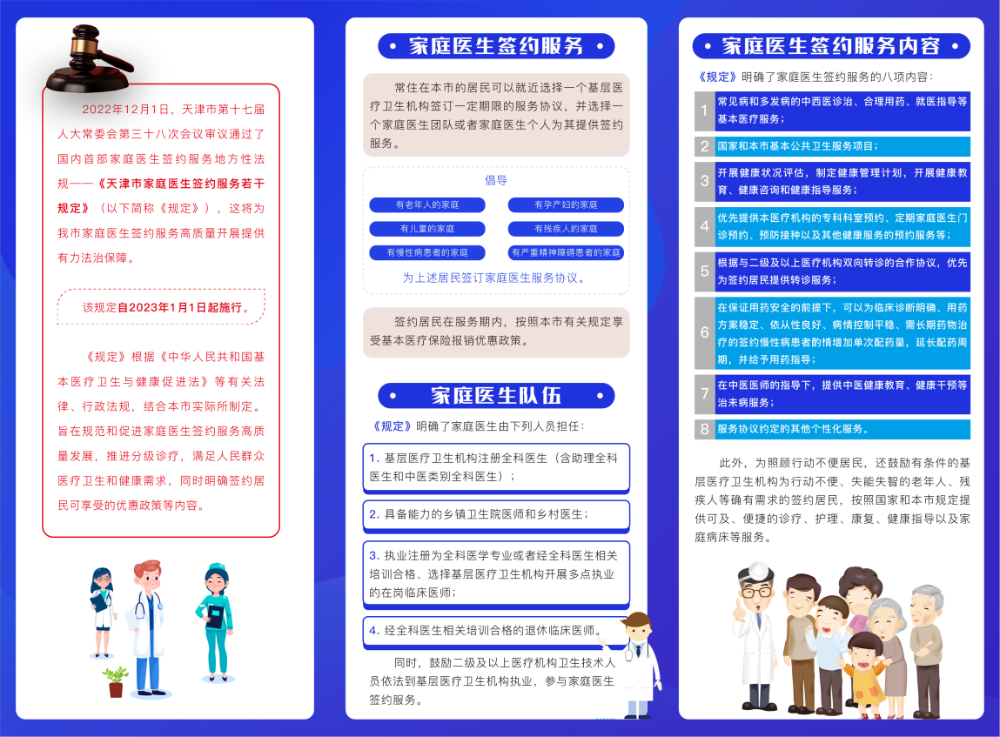 2022年12月1日，天津市第十七届
人大常委会第三十八次会议审议通过了
国内首部家庭医生签约服务地方性法
规——《天津市家庭医生签约服务若干
规定》（以下简称《规定》），这将为
我市家庭医生签约服务高质量开展提供
有力法治保障。
该规定自2023年1月1日起施行。
《规定》根据《中华人民共和国基
本医疗卫生与健康促进法》等有关法
律、行政法规，结合本市实际所制定。
旨在规范和促进家庭医生签约服务高质
量发展，推进分级诊疗，满足人民群众
医疗卫生和健康需求，同时明确签约居
民可享受的优惠政策等内容。
· 家庭医生签约服务 ·
常住在本市的居民可以就近选择一个基层医
疗卫生机构签订一定期限的服务协议，并选择一
个家庭医生团队或者家庭医生个人为其提供签约
服务。
倡导
有老年人的家庭
有孕产妇的家庭
有儿童的家庭
有残疾人的家庭
有慢性病患者的家庭
有严重精神障碍患者的家庭
为上述居民签订家庭医生服务协议。
签约居民在服务期内，按照本市有关规定享
受基本医疗保险报销优惠政策。
· 家庭医生队伍 ·
《规定》明确了家庭医生由下列人员担任：
1. 基层医疗卫生机构注册全科医生（含助理全科
医生和中医类别全科医生）；
2. 具备能力的乡镇卫生院医师和乡村医生；
3. 执业注册为全科医学专业或者经全科医生相关
培训合格、选择基层医疗卫生机构开展多点执业
的在岗临床医师；
4. 经全科医生相关培训合格的退休临床医师。
同时，鼓励二级及以上医疗机构卫生技术人
员依法到基层医疗卫生机构执业，参与家庭医生
签约服务。
· 家庭医生签约服务内容 ·
《规定》明确了家庭医生签约服务的八项内容：
1 常见病和多发病的中西医诊治、合理用药、就医指导等
基本医疗服务；
2 国家和本市基本公共卫生服务项目；
3 开展健康状况评估，制定健康管理计划，开展健康教
育、健康咨询和健康指导服务；
4 优先提供本医疗机构的专科科室预约、定期家庭医生门
诊预约、预防接种以及其他健康服务的预约服务等；
5 根据与二级及以上医疗机构双向转诊的合作协议，优先
为签约居民提供转诊服务；
6 在保证用药安全的前提下，可以为临床诊断明确、用药
方案稳定、依从性良好、病情控制平稳、需长期药物治
疗的签约慢性病患者酌情增加单次配药量，延长配药周
期，并给予用药指导；
7 在中医医师的指导下，提供中医健康教育、健康干预等
治未病服务；
8 服务协议约定的其他个性化服务。
此外，为照顾行动不便居民，还鼓励有条件的基
层医疗卫生机构为行动不便、失能失智的老年人、残
疾人等确有需求的签约居民，按照国家和本市规定提
供可及、便捷的诊疗、护理、康复、健康指导以及家
庭病床等服务。